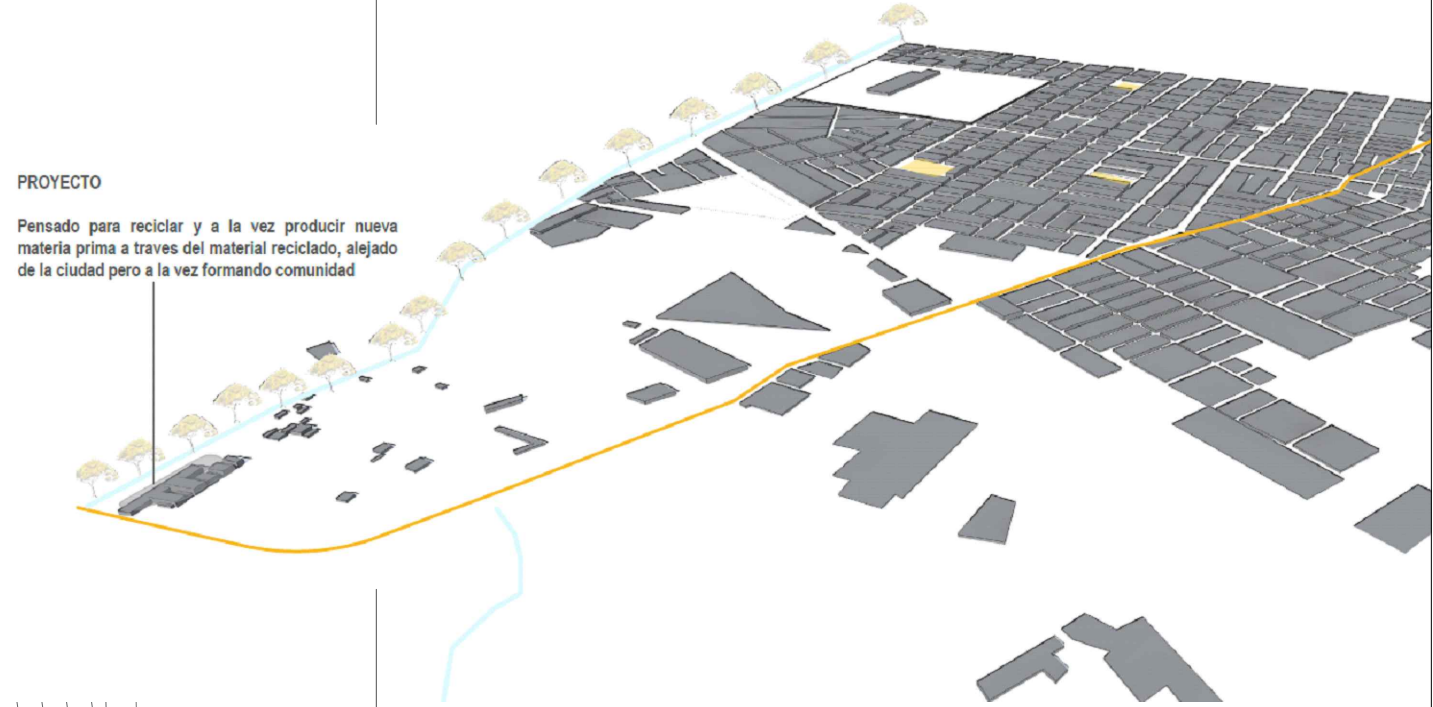 PROYECTO
Pensado para reciclar y a la vez producir nueva
materia prima a traves del material reciclado, alejado
de la ciudad pero a la vez formando comunidad